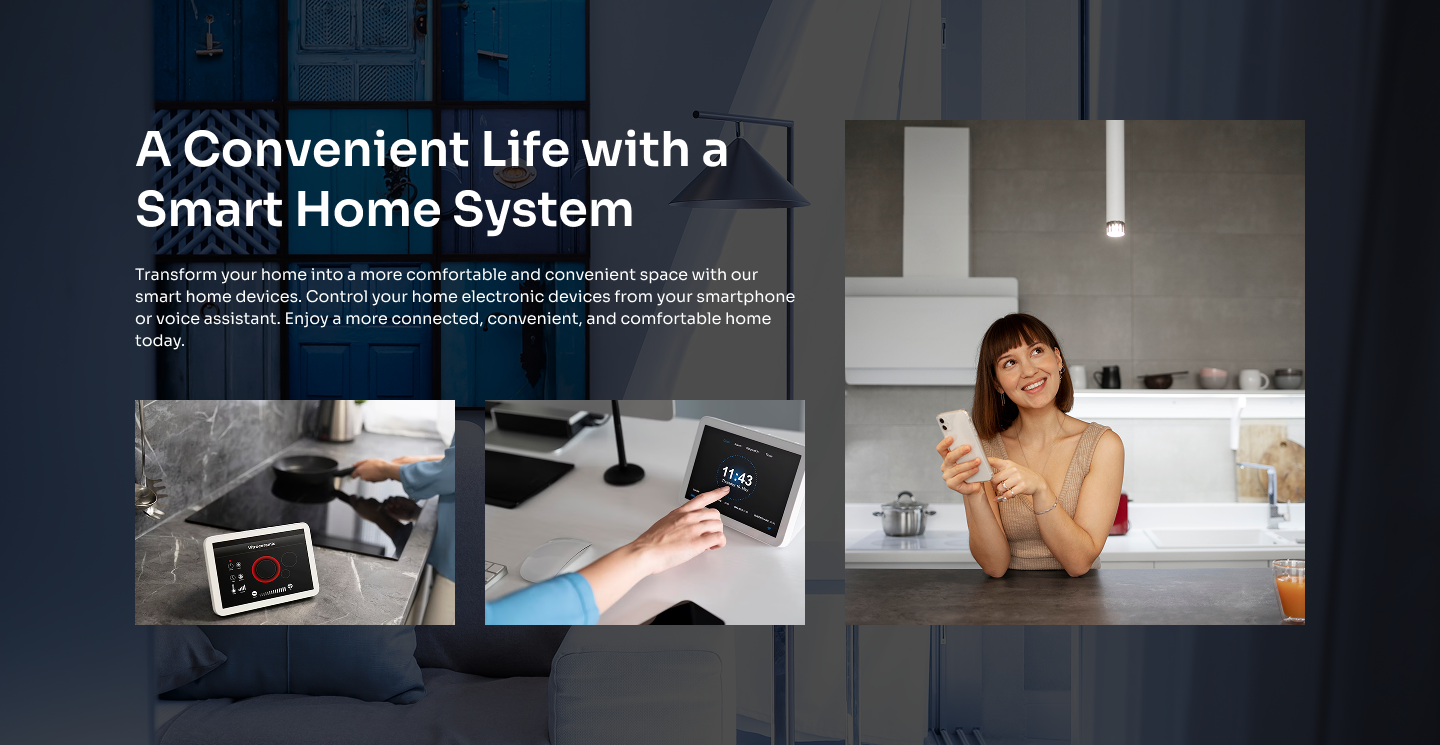 A Convenient Life with a
Smart Home System
Transform your home into a more comfortable and convenient space with our
smart home devices. Control your home electronic devices from your smartphone
or voice assistant. Enjoy a more connected, convenient, and comfortable home
today.
11:43